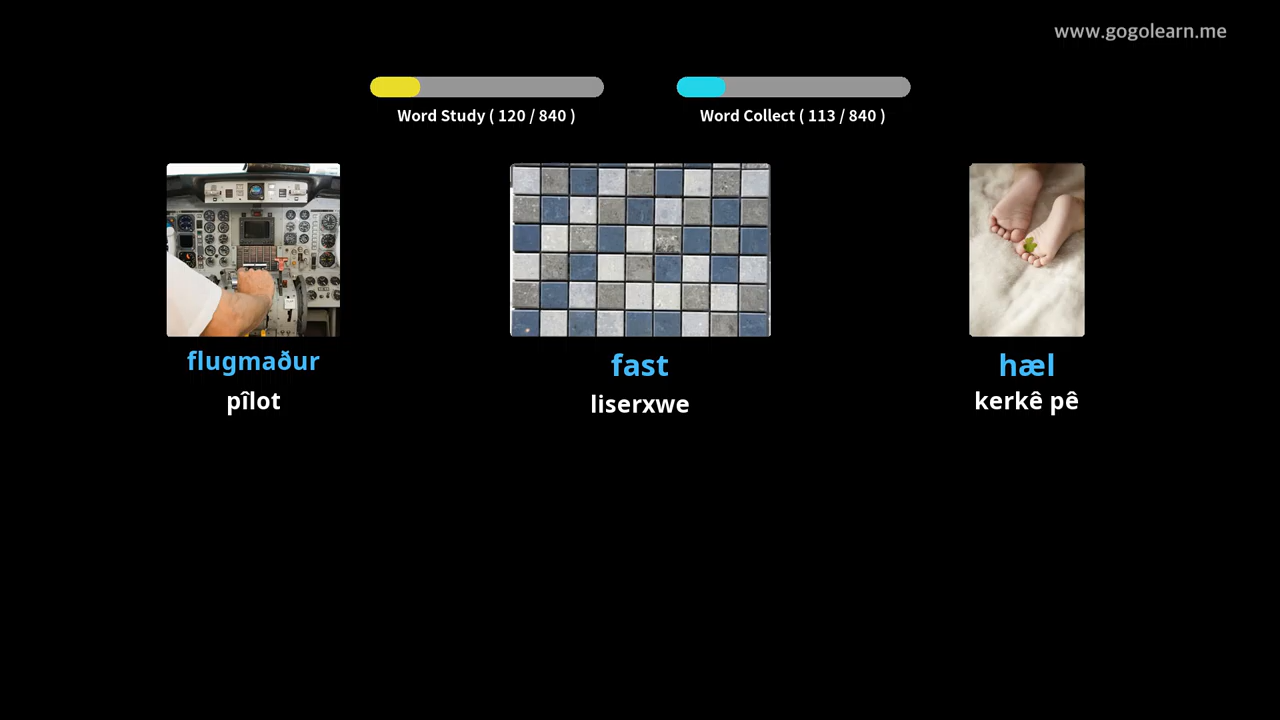 www.gogolearn.me
Word Study ( 120 / 840 )
Word Collect ( 113 / 840 )
flugmaður
pîlot
fast
liserxwe
hæl
kerkê pê